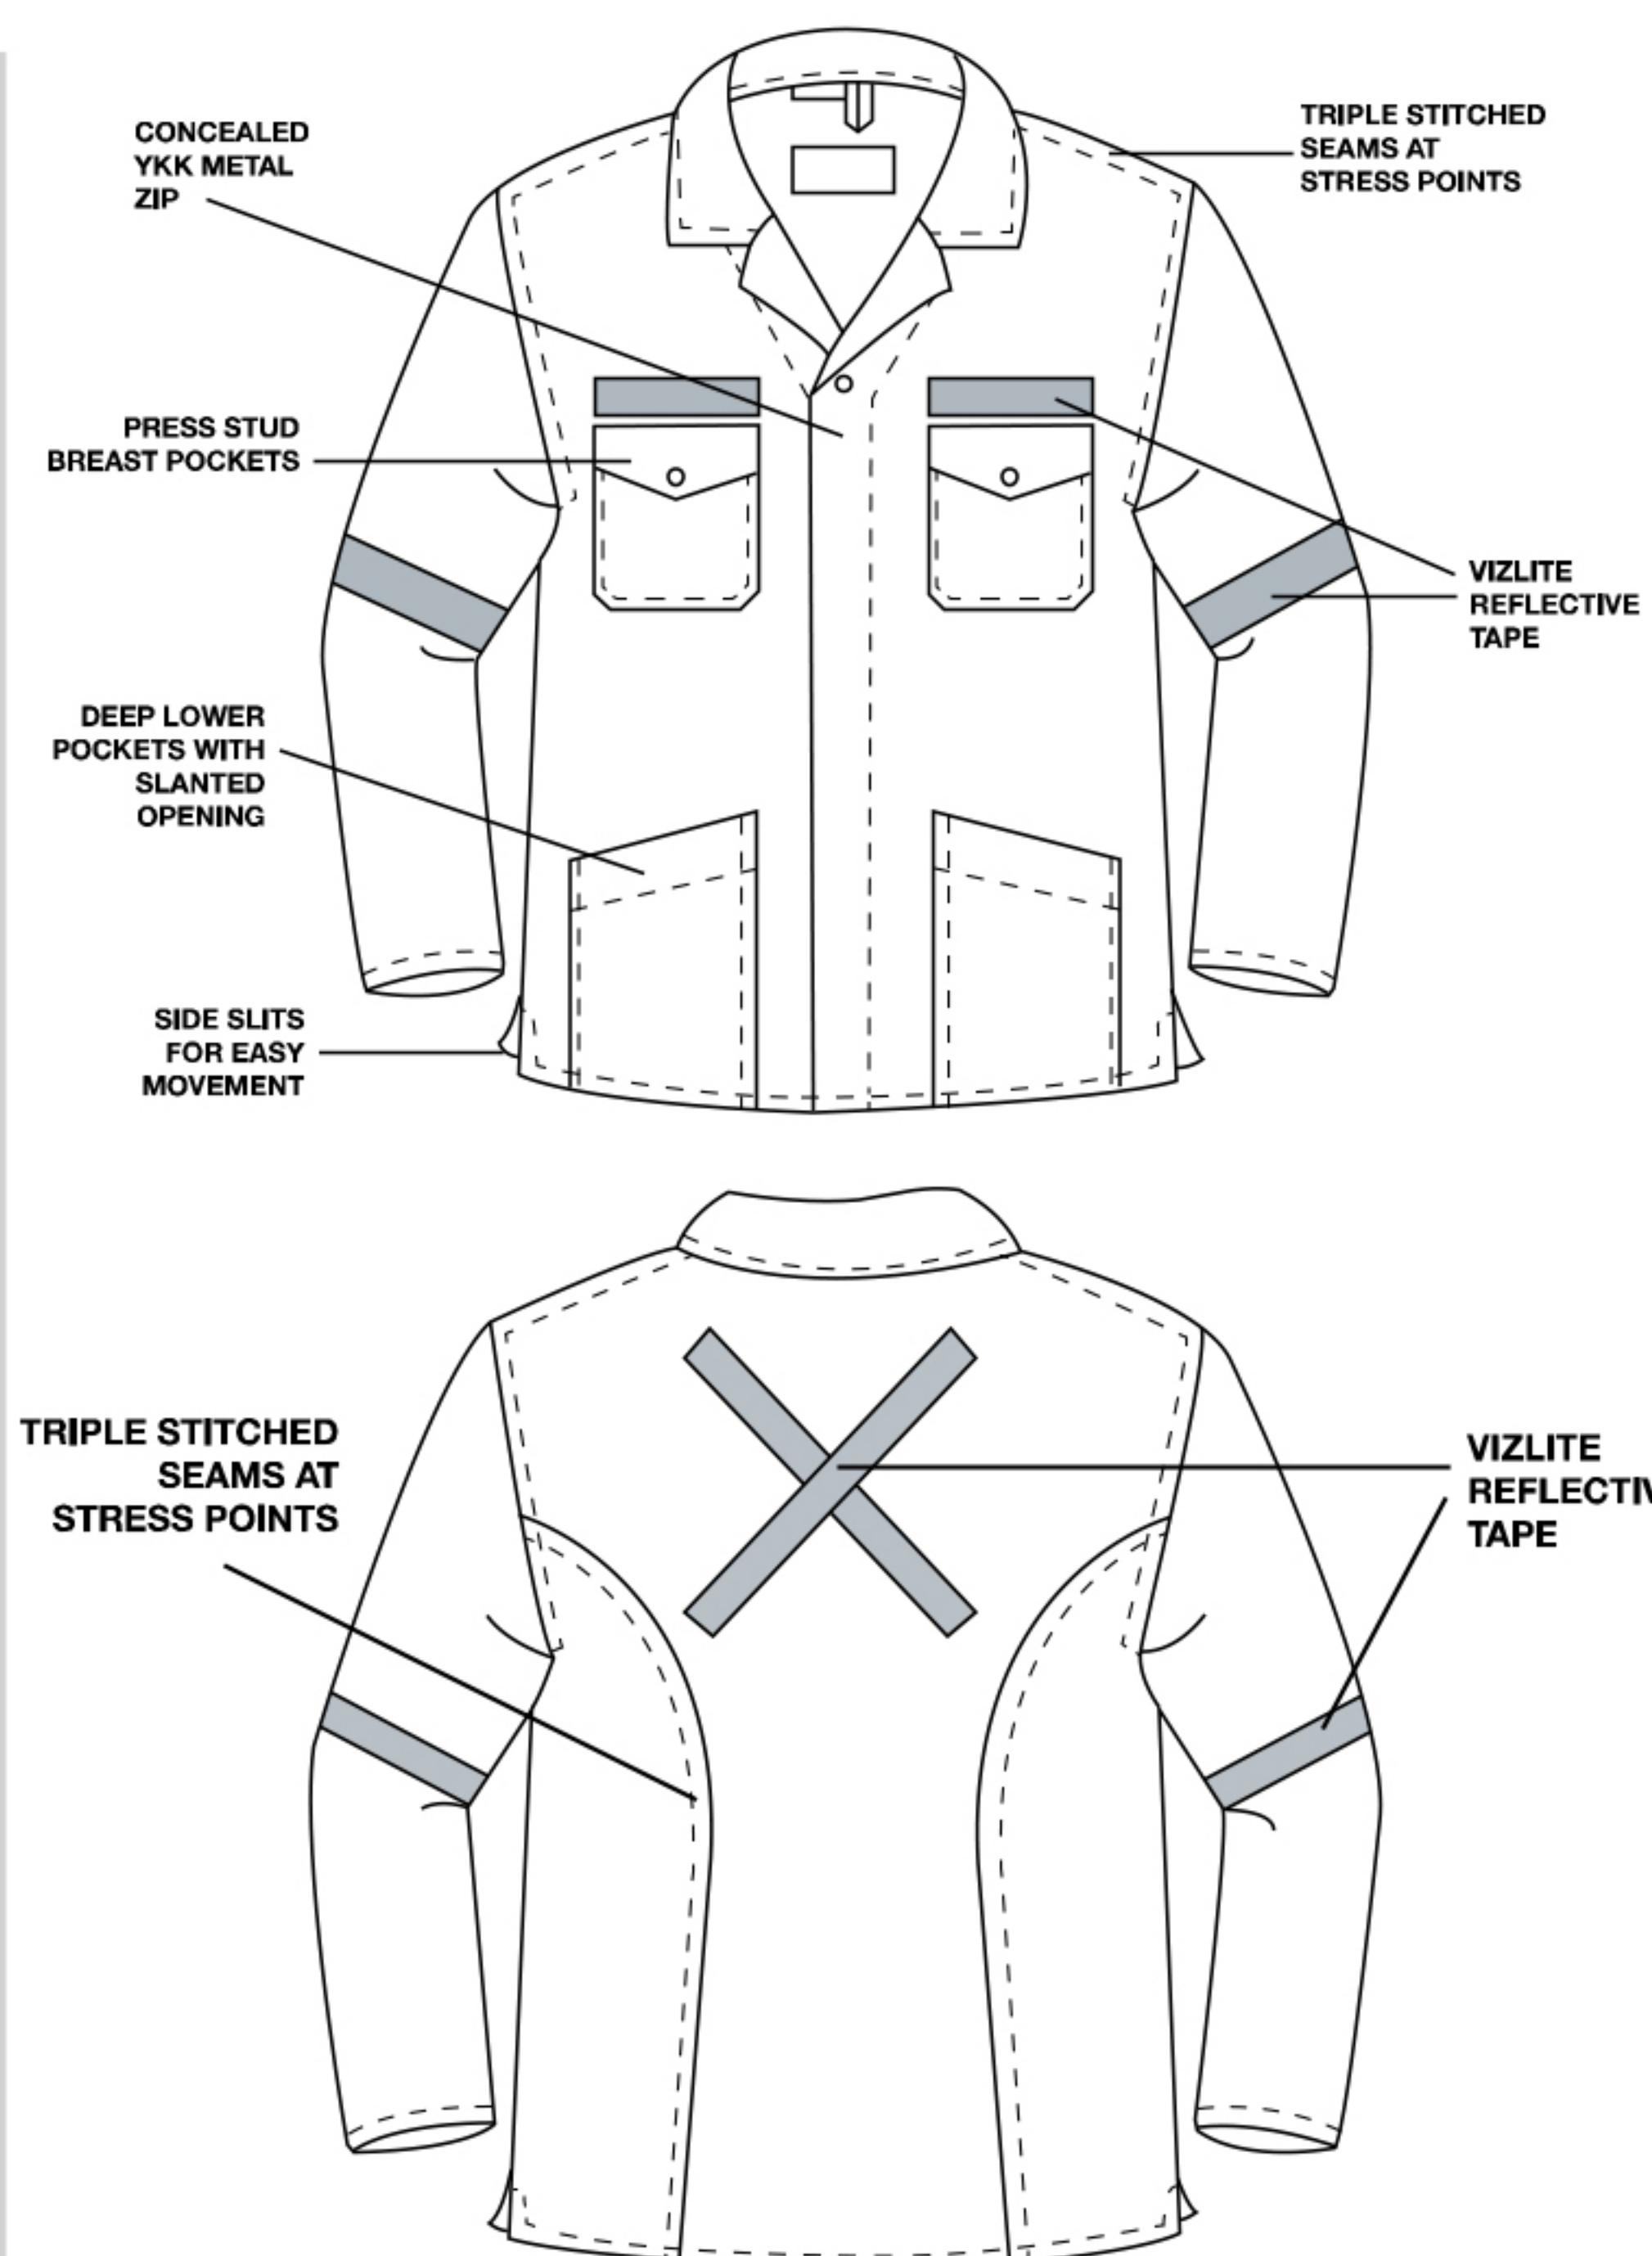 CONCEALED
YKK METAL
ZIP
TRIPLE STITCHED
SEAMS AT
STRESS POINTS
PRESS STUD
BREAST POCKETS
VIZLITE
REFLECTIVE
TAPE
DEEP LOWER
POCKETS WITH
SLANTED
OPENING
SIDE SLITS
FOR EASY
MOVEMENT
TRIPLE STITCHED
SEAMS AT
STRESS POINTS
VIZLITE
REFLECTIV
TAPE